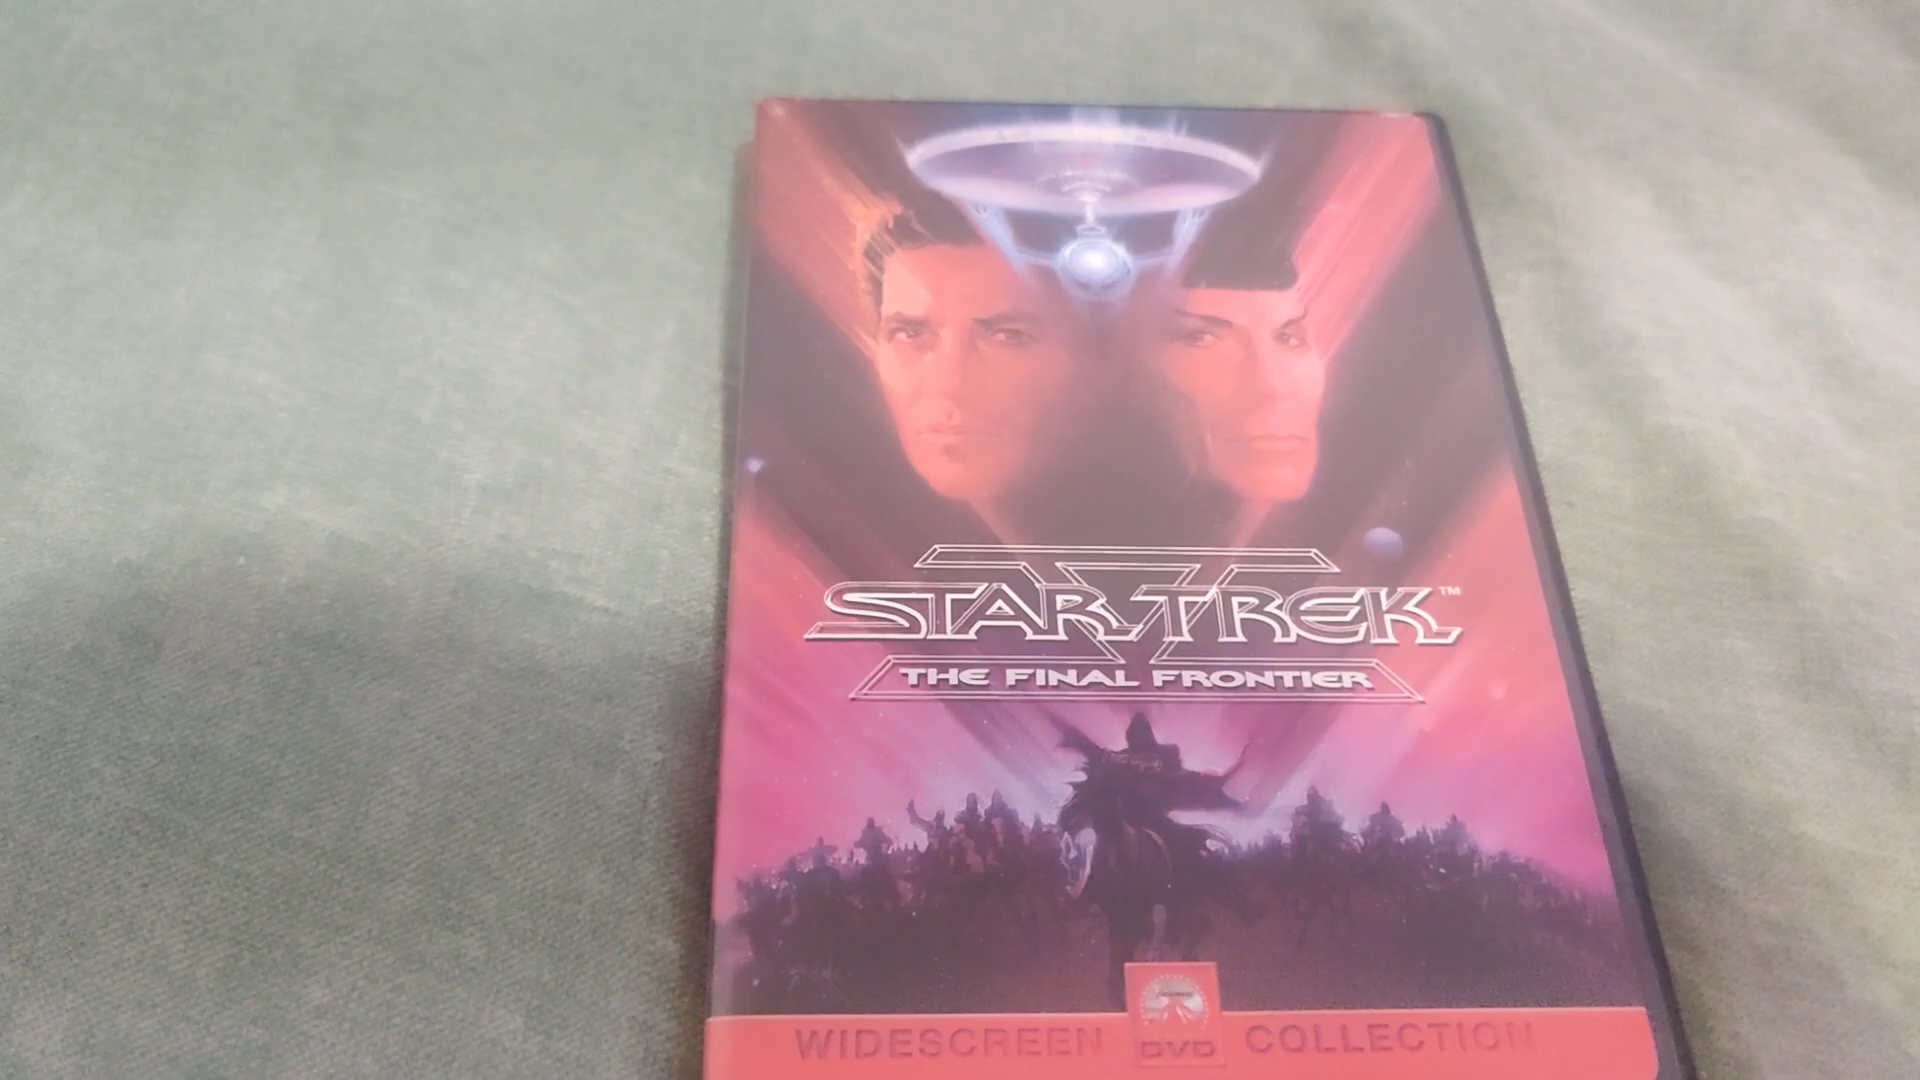 V
STAR TREK™
THE FINAL FRONTIER
WIDESCREEN DVD COLLECTION